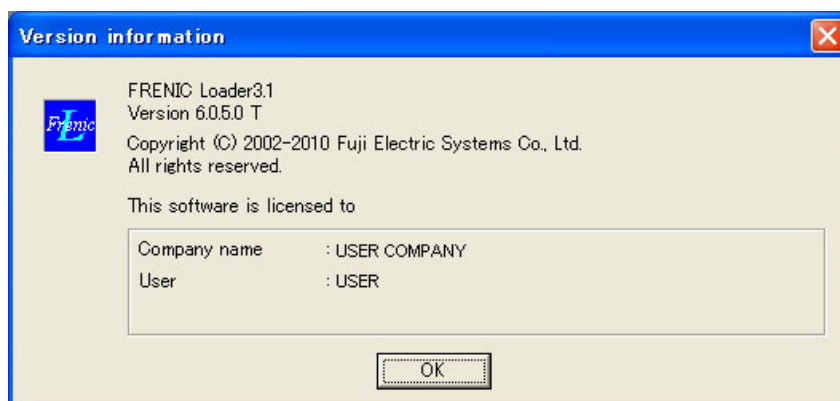 Version information
FRENIC Loader3.1
Version 6.0.5.0 T
Frenic L
Copyright (C) 2002-2010 Fuji Electric Systems Co., Ltd.
All rights reserved.
This software is licensed to
Company name : USER COMPANY
User : USER
OK